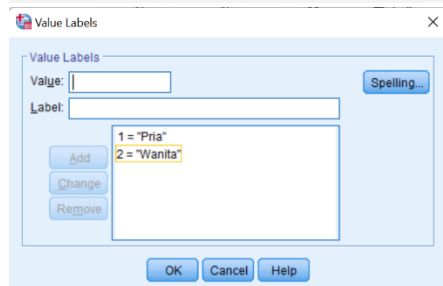 Value Labels
Value Labels
Value:
Spelling...
Label:
1 = "Pria"
Add
2 = "Wanita"
Change
Remove
OK Cancel Help